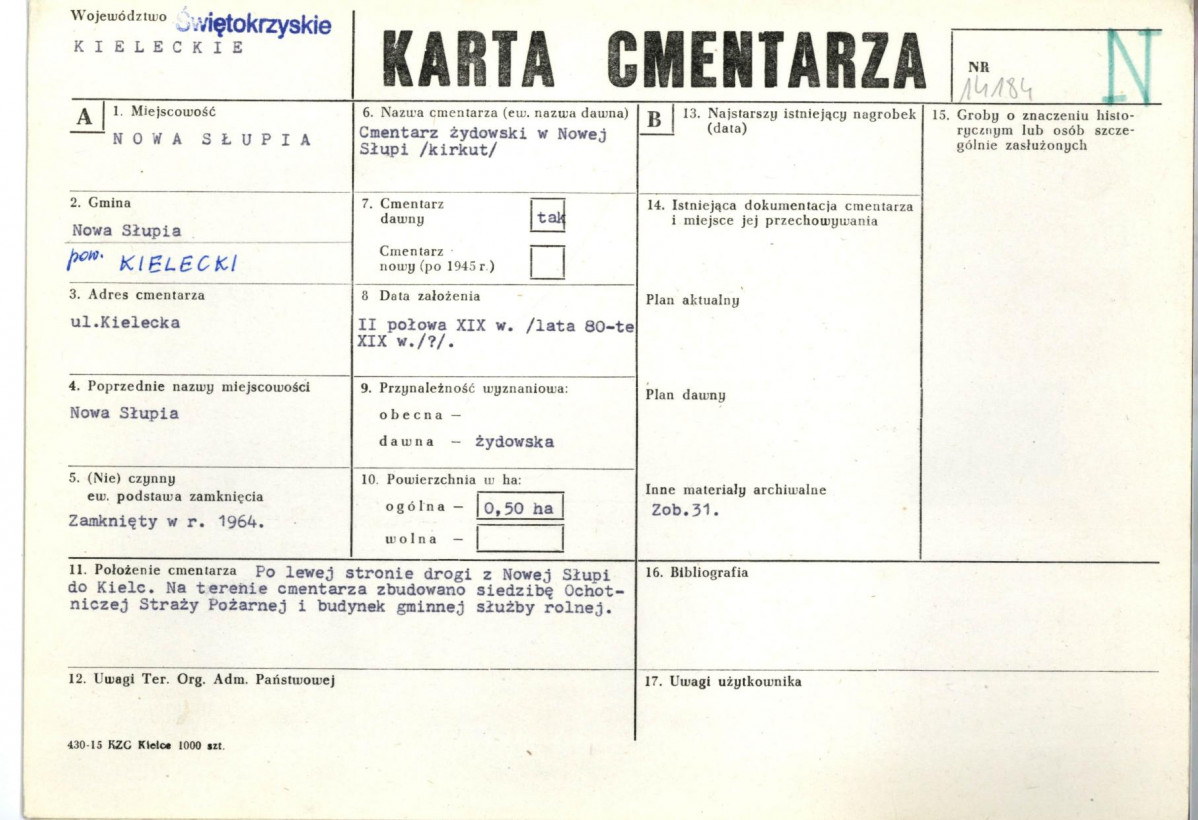 Województwo Świętokrzyskie
KIELECKIE
KARTA CMENTARZA
NR
14184
N
A
1. Miejscowość
NOWA SŁUPIA
2. Gmina
Nowa Słupia
pow. KIELECKI
3. Adres cmentarza
ul.Kielecka
4. Poprzednie nazwy miejscowości
Nowa Słupia
5. (Nie) czynny
ew. podstawa zamknięcia
Zamknięty w r. 1964.
6. Nazwa cmentarza (ew. nazwa dawna)
Cmentarz żydowski w Nowej
Słupi /kirkut/
7. Cmentarz
dawny
tak
Cmentarz
nowy (po 1945 r.)
8 Data założenia
II połowa XIX w. /lata 80-te
XIX w./?/.
9. Przynależność wyznaniowa:
obecna –
dawna – żydowska
10. Powierzchnia w ha:
ogólna – 0,50 ha
wolna –
11. Położenie cmentarza Po lewej stronie drogi z Nowej Słupi
do Kielc. Na terenie cmentarza zbudowano siedzibę Ochot-
niczej Straży Pożarnej i budynek gminnej służby rolnej.
12. Uwagi Ter. Org. Adm. Państwowej
B
13. Najstarszy istniejący nagrobek
(data)
14. Istniejąca dokumentacja cmentarza
i miejsce jej przechowywania
Plan aktualny
Plan dawny
Inne materiały archiwalne
Zob.31.
15. Groby o znaczeniu histo-
rycznym lub osób szcze-
gólnie zasłużonych
16. Bibliografia
17. Uwagi użytkownika
430-15 KZG Kielce 1000 szt.